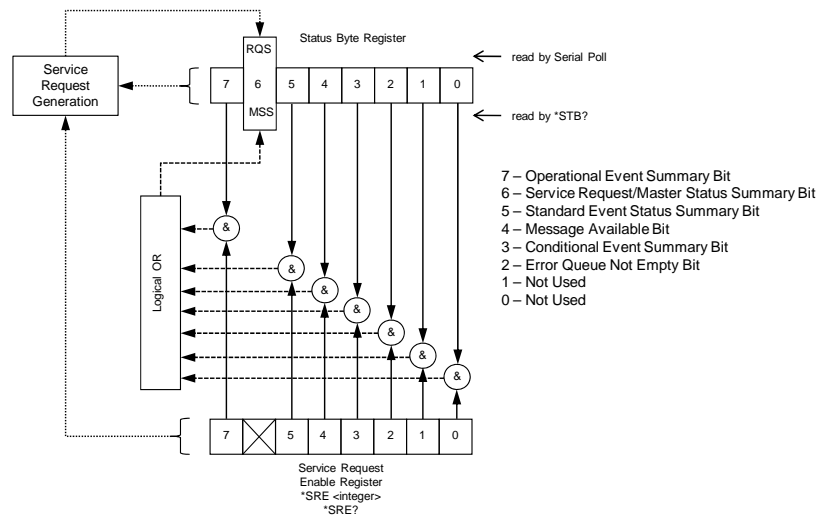 Status Byte Register
RQS
read by Serial Poll
Service
Request
Generation
7 6 5 4 3 2 1 0
MSS
read by *STB?
7 – Operational Event Summary Bit
6 – Service Request/Master Status Summary Bit
5 – Standard Event Status Summary Bit
4 – Message Available Bit
3 – Conditional Event Summary Bit
2 – Error Queue Not Empty Bit
1 – Not Used
0 – Not Used
Logical OR
&
&
&
&
&
&
&
7 5 4 3 2 1 0
Service Request
Enable Register
*SRE <integer>
*SRE?